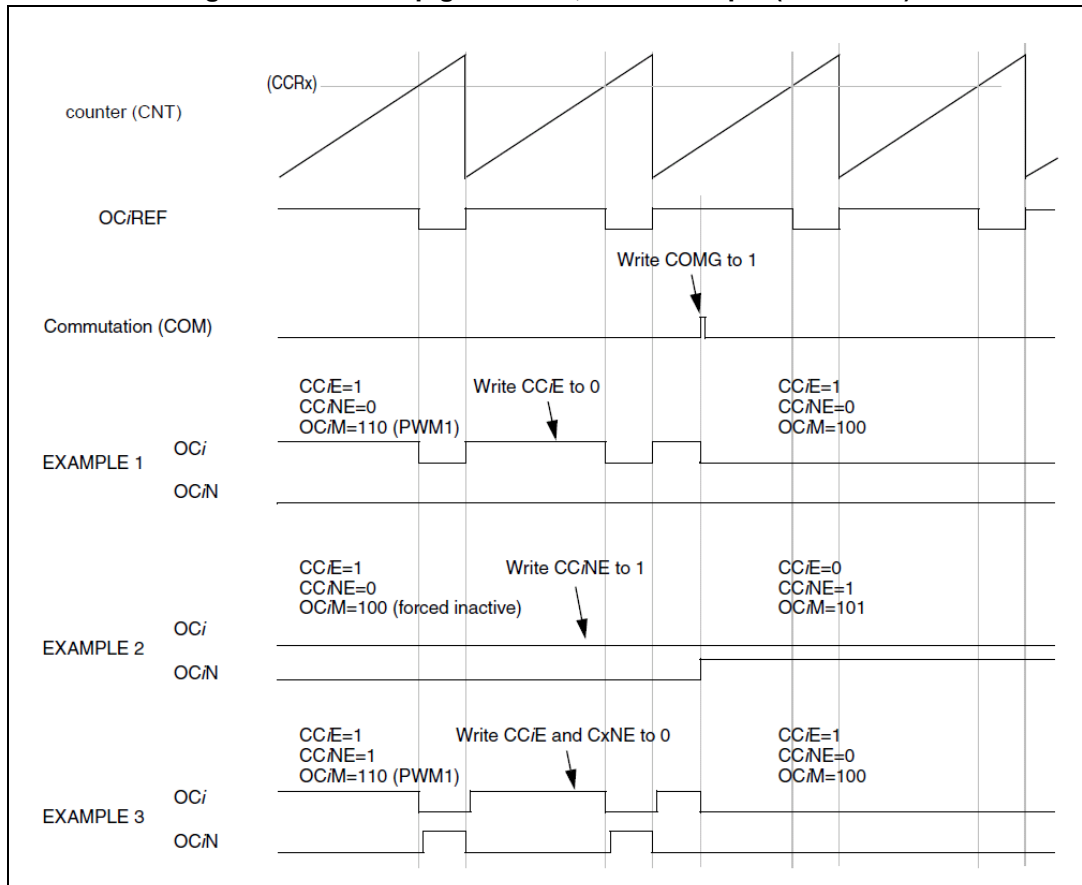 (CCRx)
counter (CNT)
OCiREF
Write COMG to 1
Commutation (COM)
CCiE=1
CCiNE=0
OCiM=110 (PWM1)
Write CCiE to 0
CCiE=1
CCiNE=0
OCiM=100
EXAMPLE 1
OCi
OCiN
CCiE=1
CCiNE=0
OCiM=100 (forced inactive)
Write CCiNE to 1
CCiE=0
CCiNE=1
OCiM=101
EXAMPLE 2
OCi
OCiN
CCiE=1
CCiNE=1
OCiM=110 (PWM1)
Write CCiE and CxNE to 0
CCiE=1
CCiNE=0
OCiM=100
EXAMPLE 3
OCi
OCiN